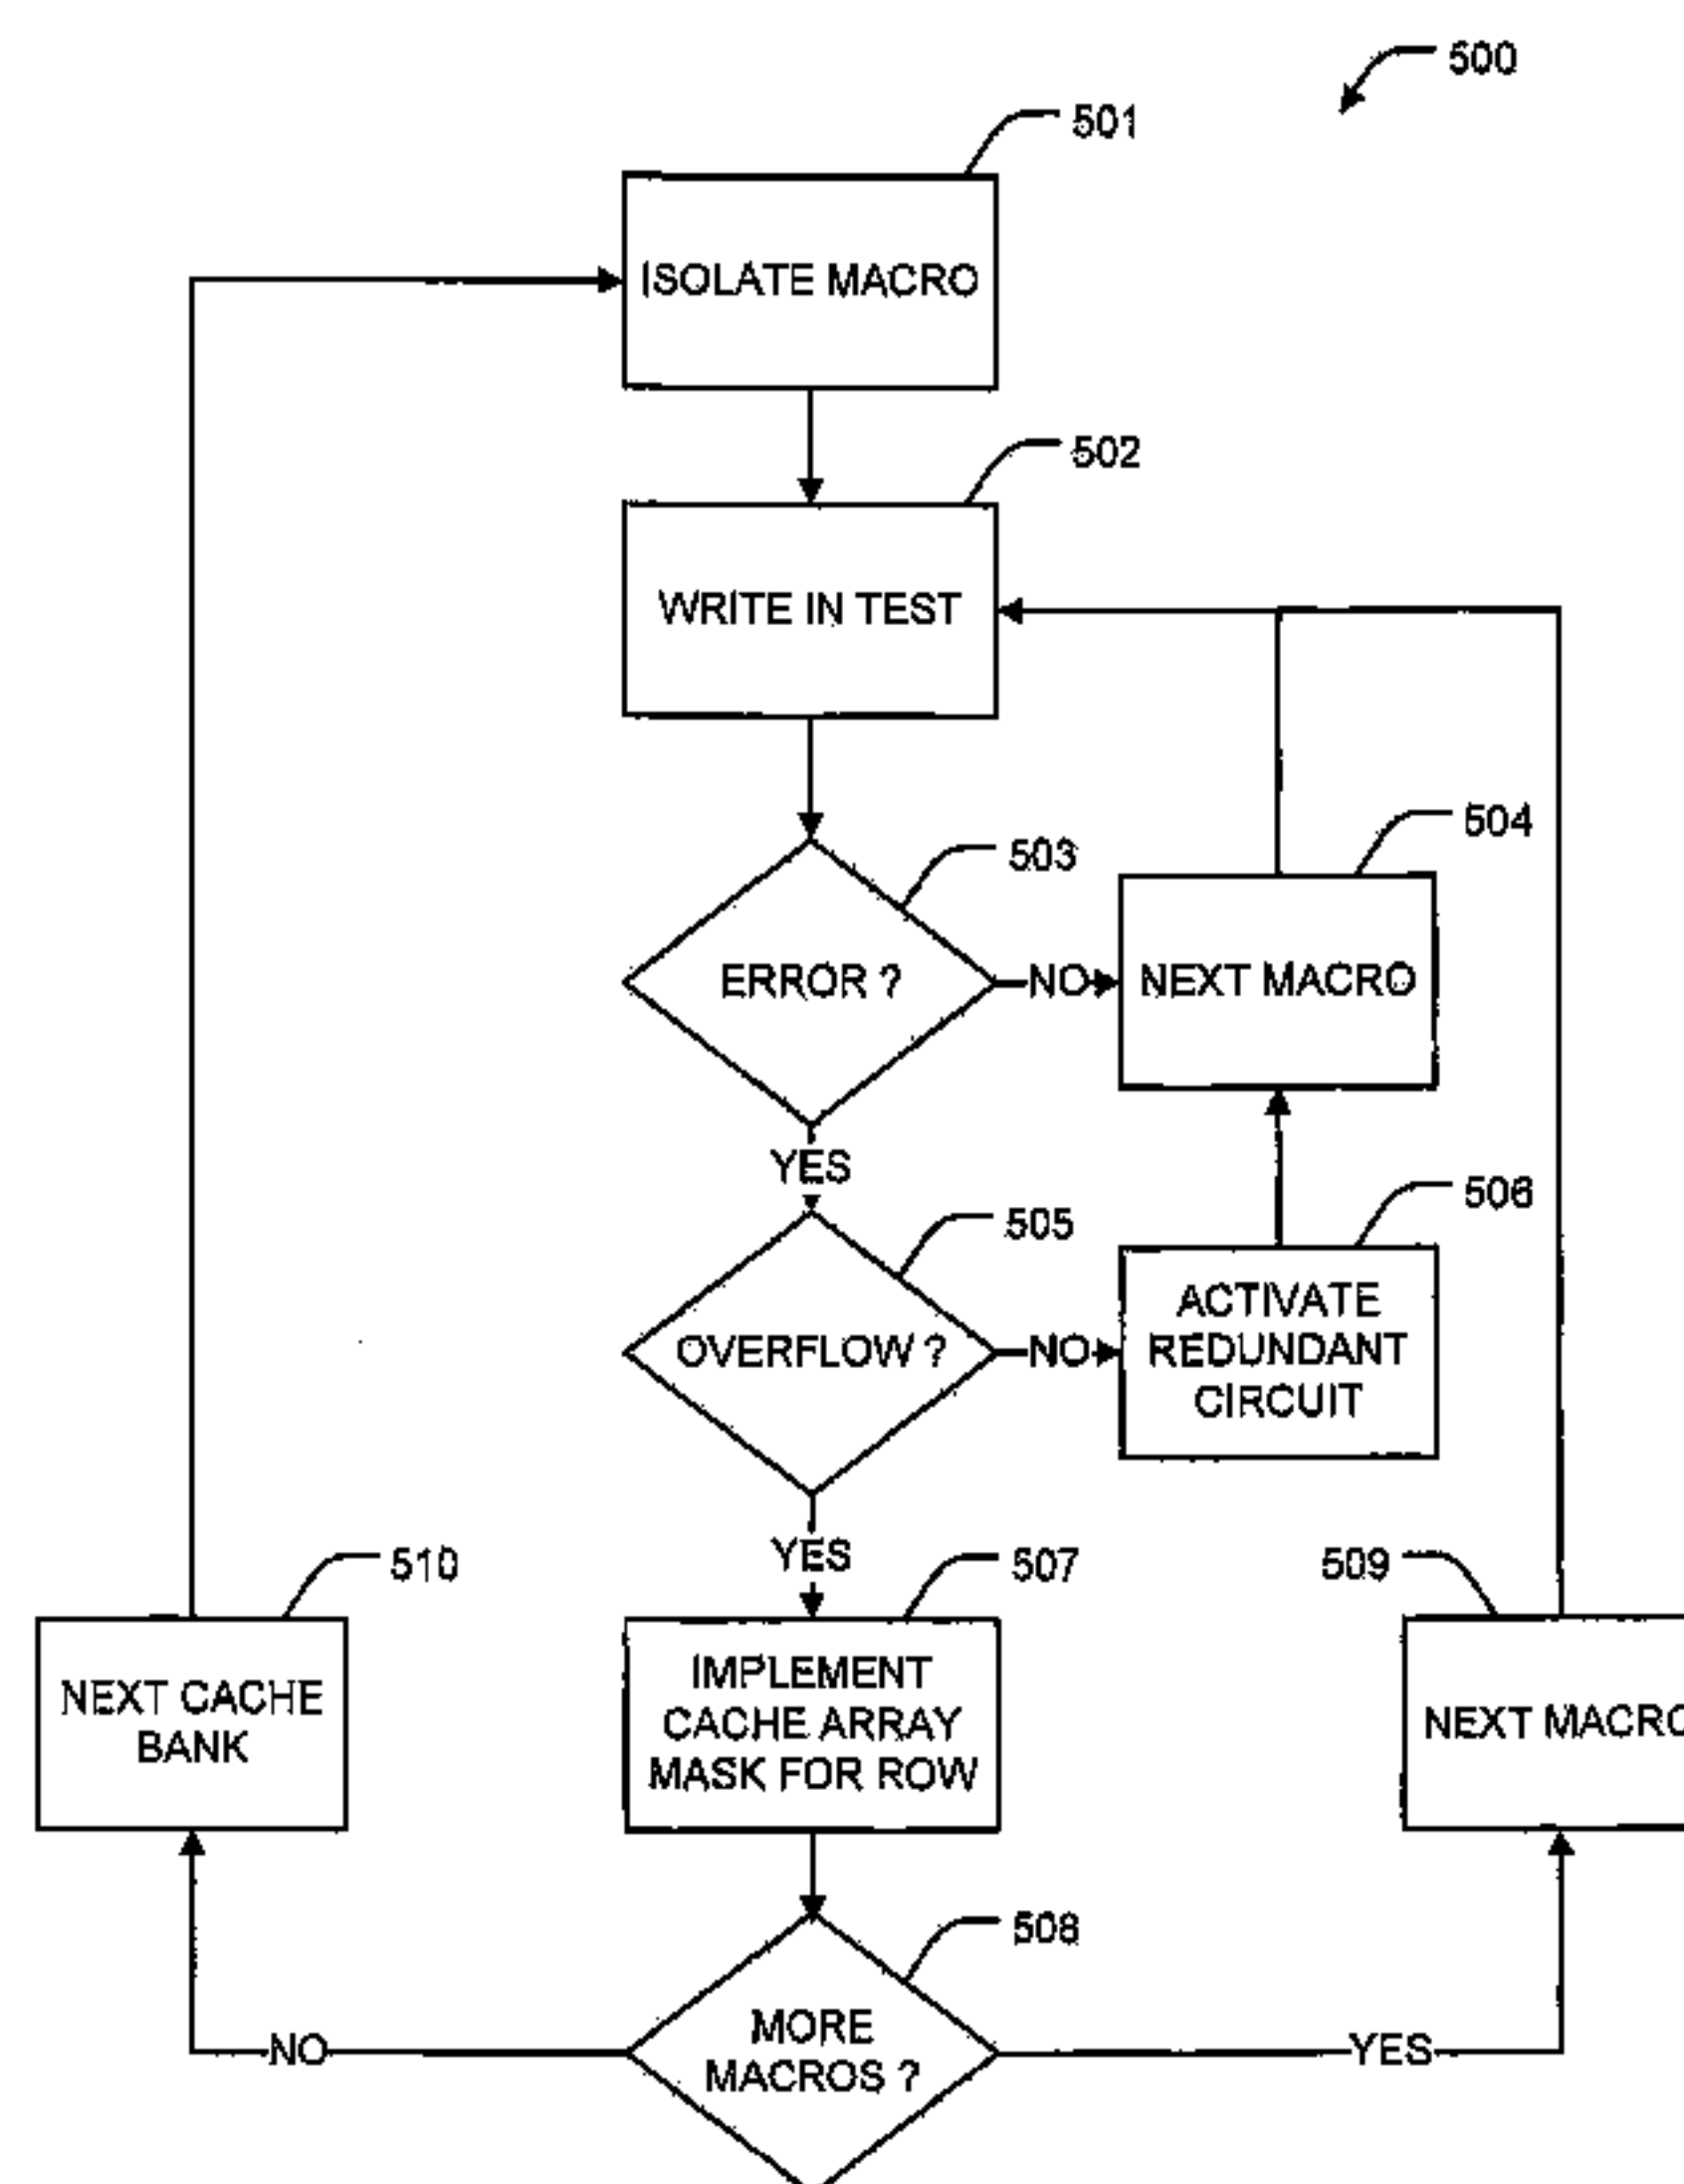 500
501
ISOLATE MACRO
502
WRITE IN TEST
503
504
ERROR ?
NO
NEXT MACRO
YES
505
506
OVERFLOW ?
NO
ACTIVATE
REDUNDANT
CIRCUIT
YES
510
507
509
NEXT CACHE
BANK
IMPLEMENT
CACHE ARRAY
MASK FOR ROW
NEXT MACRO
508
NO
MORE
MACROS ?
YES